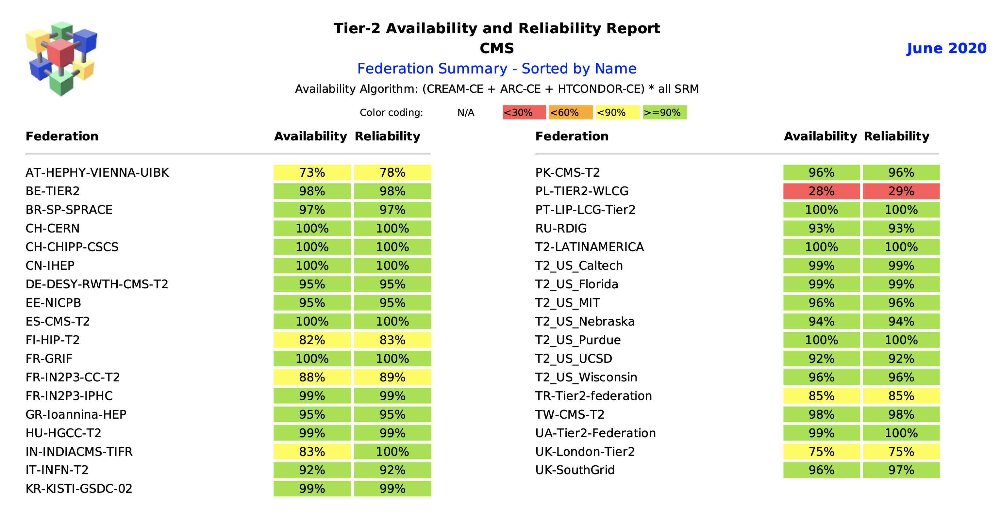 Tier-2 Availability and Reliability Report
CMS
June 2020
Federation Summary - Sorted by Name
Availability Algorithm: (CREAM-CE + ARC-CE + HTCONDOR-CE) * all SRM
Color coding: N/A <30% <60% <90% >=90%
Federation Availability Reliability
AT-HEPHY-VIENNA-UIBK 73% 78%
BE-TIER2 98% 98%
BR-SP-SPRACE 97% 97%
CH-CERN 100% 100%
CH-CHIPP-CSCS 100% 100%
CN-IHEP 100% 100%
DE-DESY-RWTH-CMS-T2 95% 95%
EE-NICPB 95% 95%
ES-CMS-T2 100% 100%
FI-HIP-T2 82% 83%
FR-GRIF 100% 100%
FR-IN2P3-CC-T2 88% 89%
FR-IN2P3-IPHC 99% 99%
GR-Ioannina-HEP 95% 95%
HU-HGCC-T2 99% 99%
IN-INDIACMS-TIFR 83% 100%
IT-INFN-T2 92% 92%
KR-KISTI-GSDC-02 99% 99%
Federation Availability Reliability
PK-CMS-T2 96% 96%
PL-TIER2-WLCG 28% 29%
PT-LIP-LCG-Tier2 100% 100%
RU-RDIG 93% 93%
T2-LATINAMERICA 100% 100%
T2_US_Caltech 99% 99%
T2_US_Florida 99% 99%
T2_US_MIT 96% 96%
T2_US_Nebraska 94% 94%
T2_US_Purdue 100% 100%
T2_US_UCSD 92% 92%
T2_US_Wisconsin 96% 96%
TR-Tier2-federation 85% 85%
TW-CMS-T2 98% 98%
UA-Tier2-Federation 99% 100%
UK-London-Tier2 75% 75%
UK-SouthGrid 96% 97%